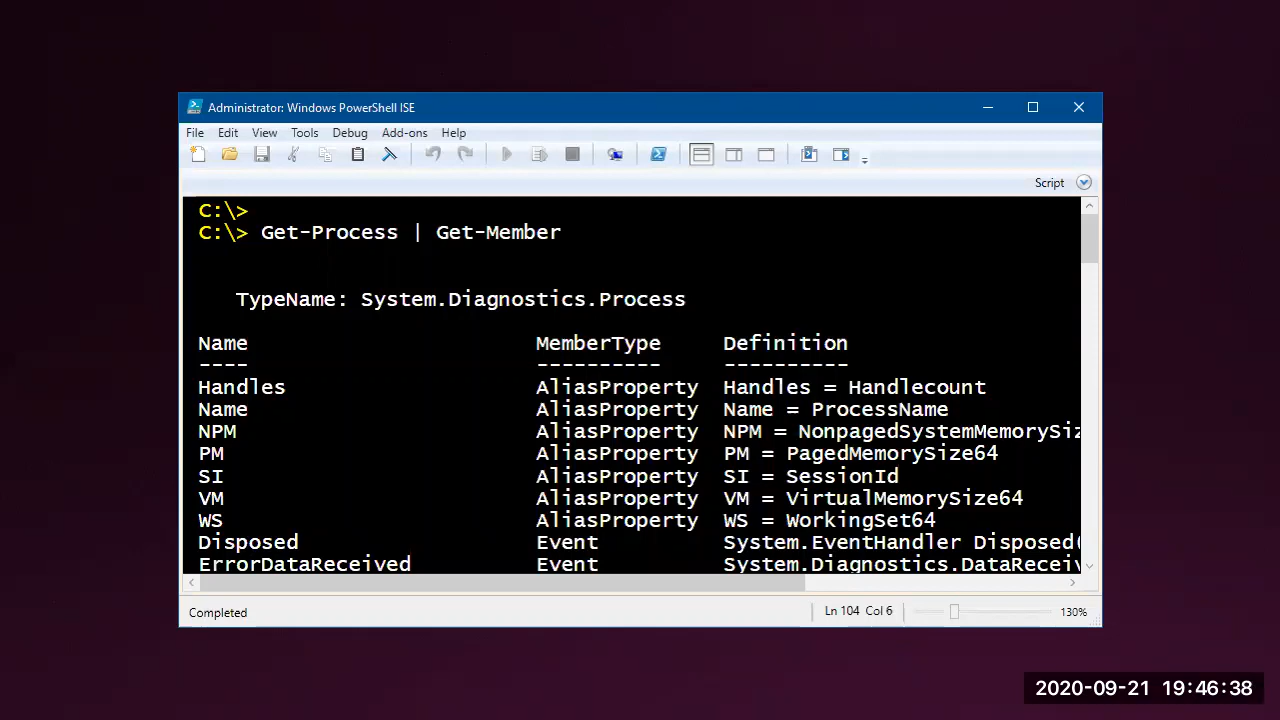 Administrator: Windows PowerShell ISE
File Edit View Tools Debug Add-ons Help
Script
C:\>
C:\> Get-Process | Get-Member
TypeName: System.Diagnostics.Process
Name MemberType Definition
---- ---------- ----------
Handles AliasProperty Handles = Handlecount
Name AliasProperty Name = ProcessName
NPM AliasProperty NPM = NonpagedSystemMemorySiz
PM AliasProperty PM = PagedMemorySize64
SI AliasProperty SI = SessionId
VM AliasProperty VM = VirtualMemorySize64
WS AliasProperty WS = WorkingSet64
Disposed Event System.EventHandler Disposed(
ErrorDataReceived Event System.Diagnostics.DataReceiv
Completed Ln 104 Col 6 130%
2020-09-21 19:46:38